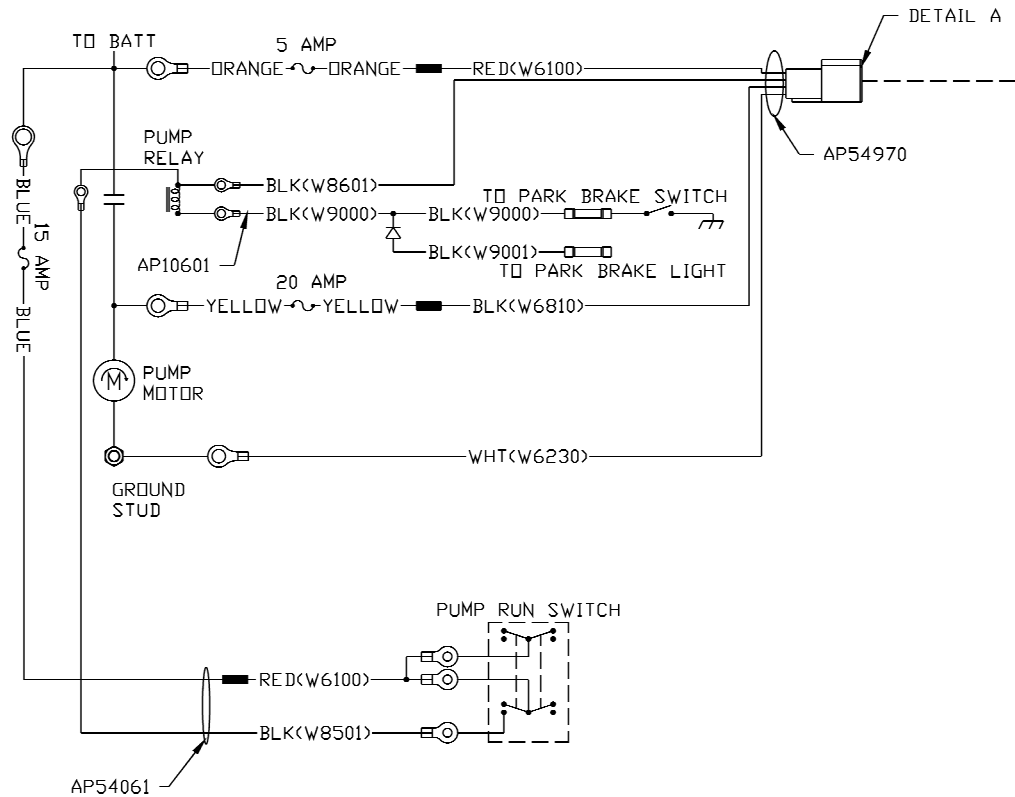 DETAIL A
TO BATT
5 AMP
ORANGE ORANGE RED(W6100)
PUMP
RELAY
AP54970
BLK(W8601)
TO PARK BRAKE SWITCH
BLK(W9000) BLK(W9000)
BLUE
15 AMP
BLUE
BLK(W9001)
AP10601
TO PARK BRAKE LIGHT
20 AMP
YELLOW YELLOW BLK(W6810)
M
PUMP
MOTOR
WHT(W6230)
GROUND
STUD
PUMP RUN SWITCH
RED(W6100)
BLK(W8501)
AP54061